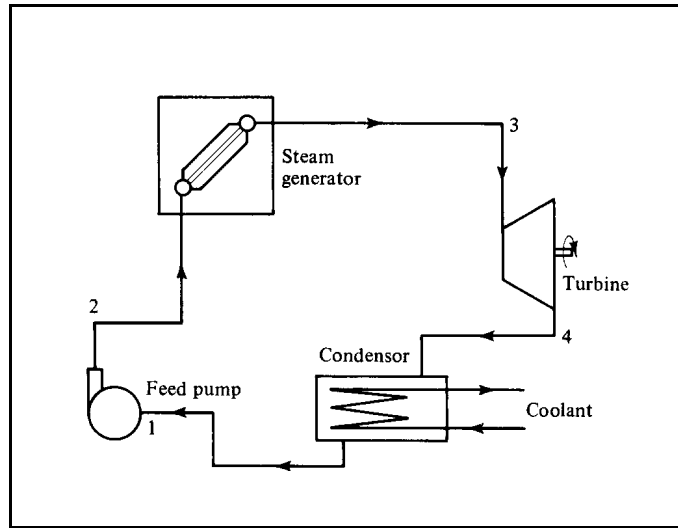 3
Steam
generator
Turbine
2
4
Condensor
Feed pump
Coolant
1